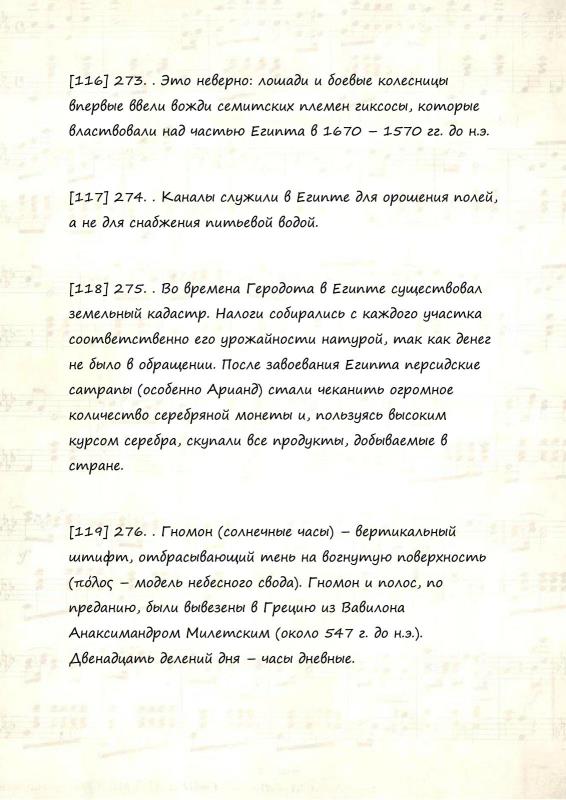 [116] 273. . Это неверно: лошади и боевые колесницы
впервые ввели вожди семитских племен гиксосы, которые
властвовали над частью Египта в 1670 – 1570 гг. до н.э.
[117] 274. . Каналы служили в Египте для орошения полей,
а не для снабжения питьевой водой.
[118] 275. . Во времена Геродота в Египте существовал
земельный кадастр. Налоги собирались с каждого участка
соответственно его урожайности натурой, так как денег
не было в обращении. После завоевания Египта персидские
сатрапы (особенно Арианд) стали чеканить огромное
количество серебряной монеты и, пользуясь высоким
курсом серебра, скупали все продукты, добываемые в
стране.
[119] 276. . Гномон (солнечные часы) – вертикальный
штифт, отбрасывающий тень на вогнутую поверхность
(πόλος – модель небесного свода). Гномон и полос, по
преданию, были вывезены в Грецию из Вавилона
Анаксимандром Милетским (около 547 г. до н.э.).
Двенадцать делений дня – часы дневные.